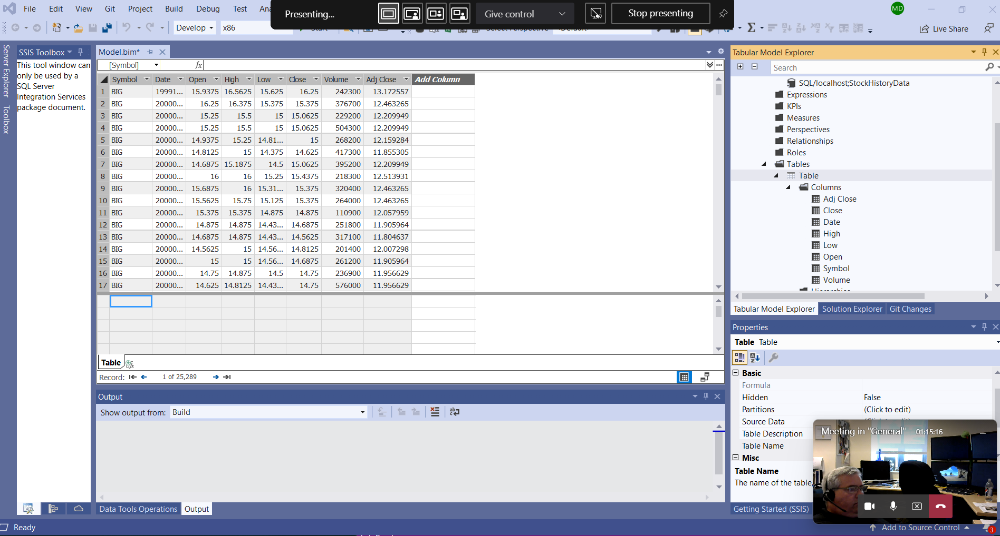 File Edit View Git Project Build Debug Test
Presenting... Give control Stop presenting
MD
Develop x86
Live Share
Server Explorer
Toolbox
SSIS Toolbox
This tool window can
only be used by a
SQL Server
Integration Services
package document.
Model.bim*
[Symbol] fx
Symbol Date Open High Low Close Volume Adj Close Add Column
1 BIG 19991... 15.9375 16.5625 15.625 16.25 242300 13.172557
2 BIG 20000... 16.25 16.375 15.375 15.375 376700 12.463265
3 BIG 20000... 15.25 15.5 15 15.0625 229200 12.209949
4 BIG 20000... 15.25 15.5 15 15.0625 504300 12.209949
5 BIG 20000... 14.9375 15.25 14.81... 15 268200 12.159284
6 BIG 20000... 14.8125 15 14.375 14.625 417300 11.855305
7 BIG 20000... 14.6875 15.1875 14.5 15.0625 395200 12.209949
8 BIG 20000... 16 16 15.25 15.4375 218300 12.513931
9 BIG 20000... 15.6875 16 15.31... 15.375 320400 12.463265
10 BIG 20000... 15.5625 15.75 15.125 15.375 264000 12.463265
11 BIG 20000... 15.375 15.375 14.875 14.875 110900 12.057959
12 BIG 20000... 14.875 14.875 14.43... 14.6875 251800 11.905964
13 BIG 20000... 14.6875 14.875 14.43... 14.5625 317100 11.804637
14 BIG 20000... 14.5625 15 14.56... 14.8125 201400 12.007298
15 BIG 20000... 15 15 14.56... 14.6875 261200 11.905964
16 BIG 20000... 14.75 14.875 14.5 14.75 236900 11.956629
17 BIG 20000... 14.625 14.8125 14.43... 14.75 576000 11.956629
Table
Record: 1 of 25,289
Output
Show output from: Build
Data Tools Operations Output
Tabular Model Explorer
Search
SQL/localhost;StockHistoryData
Expressions
KPIs
Measures
Perspectives
Relationships
Roles
Tables
Table
Columns
Adj Close
Close
Date
High
Low
Open
Symbol
Volume
Tabular Model Explorer Solution Explorer Git Changes
Properties
Table Table
Basic
Formula
Hidden False
Partitions (Click to edit)
Source Data
Table Description
Table Name
Misc
Table Name
The name of the table
Getting Started (SSIS)
Meeting in "General" 01:15:16
Ready
Add to Source Control 3